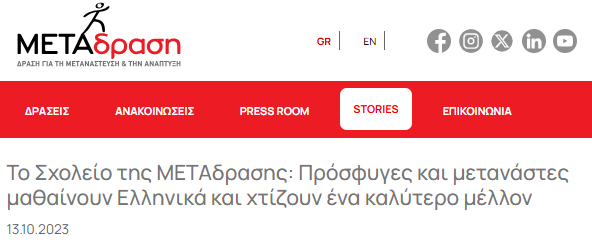 ΜΕΤΑδραση
ΔΡΑΣΗ ΓΙΑ ΤΗ ΜΕΤΑΝΑΣΤΕΥΣΗ & ΤΗΝ ΑΝΑΠΤΥΞΗ
GR EN
ΔΡΑΣΕΙΣ ΑΝΑΚΟΙΝΩΣΕΙΣ PRESS ROOM STORIES ΕΠΙΚΟΙΝΩΝΙΑ
Το Σχολείο της ΜΕΤΑδρασης: Πρόσφυγες και μετανάστες
μαθαίνουν Ελληνικά και χτίζουν ένα καλύτερο μέλλον
13.10.2023